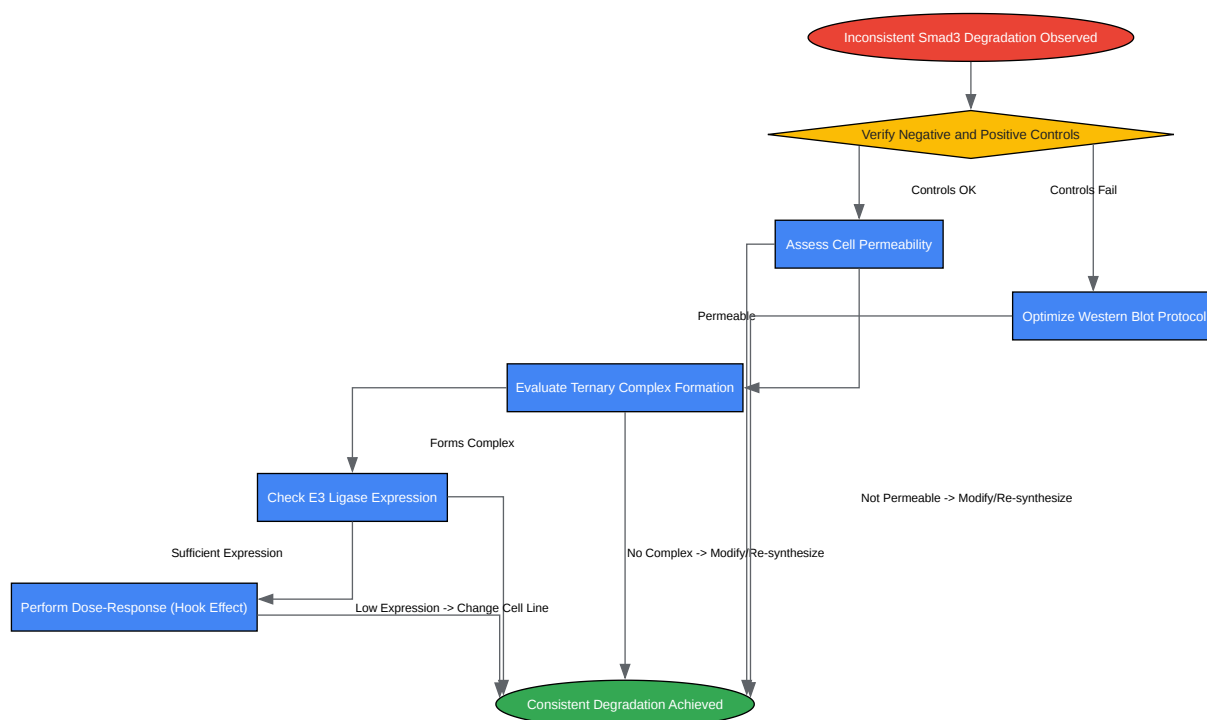 Inconsistent Smad3 Degradation Observed
Verify Negative and Positive Controls
Controls OK
Controls Fail
Assess Cell Permeability
Permeable
Optimize Western Blot Protocol
Evaluate Ternary Complex Formation
Forms Complex
Check E3 Ligase Expression
Not Permeable -> Modify/Re-synthesize
Sufficient Expression
No Complex -> Modify/Re-synthesize
Perform Dose-Response (Hook Effect)
Low Expression -> Change Cell Line
Consistent Degradation Achieved